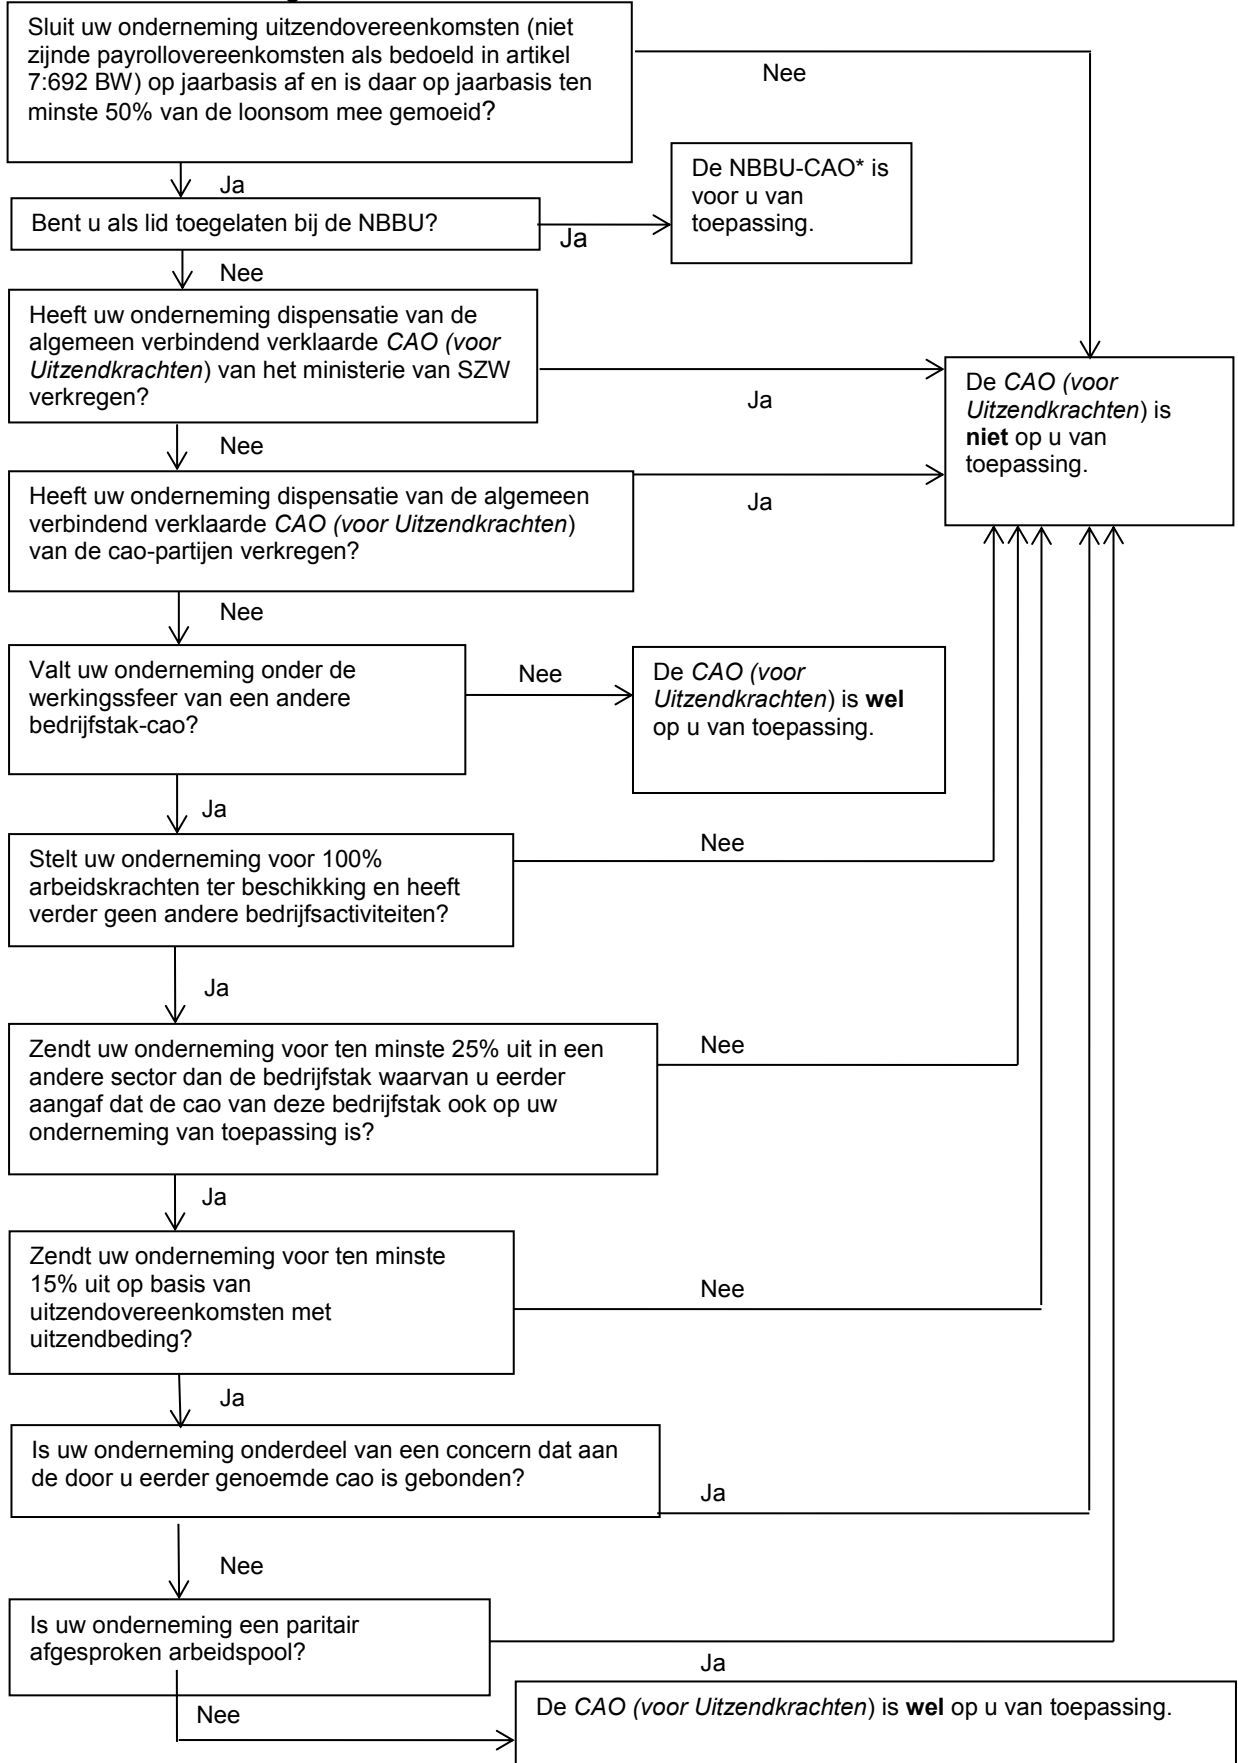 Sluit uw onderneming uitzendovereenkomsten (niet
zijnde payrollovereenkomsten als bedoeld in artikel
7:692 BW) op jaarbasis af en is daar op jaarbasis ten
minste 50% van de loonsom mee gemoeid?
Nee
Ja
De NBBU-CAO* is
voor u van
toepassing.
Bent u als lid toegelaten bij de NBBU?
Ja
Nee
Heeft uw onderneming dispensatie van de
algemeen verbindend verklaarde CAO (voor
Uitzendkrachten) van het ministerie van SZW
verkregen?
Ja
De CAO (voor
Uitzendkrachten) is
niet op u van
toepassing.
Nee
Heeft uw onderneming dispensatie van de algemeen
verbindend verklaarde CAO (voor Uitzendkrachten)
van de cao-partijen verkregen?
Ja
Nee
Valt uw onderneming onder de
werkingssfeer van een andere
bedrijfstak-cao?
Nee
De CAO (voor
Uitzendkrachten) is wel
op u van toepassing.
Ja
Stelt uw onderneming voor 100%
arbeidskrachten ter beschikking en heeft
verder geen andere bedrijfsactiviteiten?
Nee
Ja
Zendt uw onderneming voor ten minste 25% uit in een
andere sector dan de bedrijfstak waarvan u eerder
aangaf dat de cao van deze bedrijfstak ook op uw
onderneming van toepassing is?
Nee
Ja
Zendt uw onderneming voor ten minste
15% uit op basis van
uitzendovereenkomsten met
uitzendbeding?
Nee
Ja
Is uw onderneming onderdeel van een concern dat aan
de door u eerder genoemde cao is gebonden?
Ja
Nee
Is uw onderneming een paritair
afgesproken arbeidspool?
Ja
Nee
De CAO (voor Uitzendkrachten) is wel op u van toepassing.